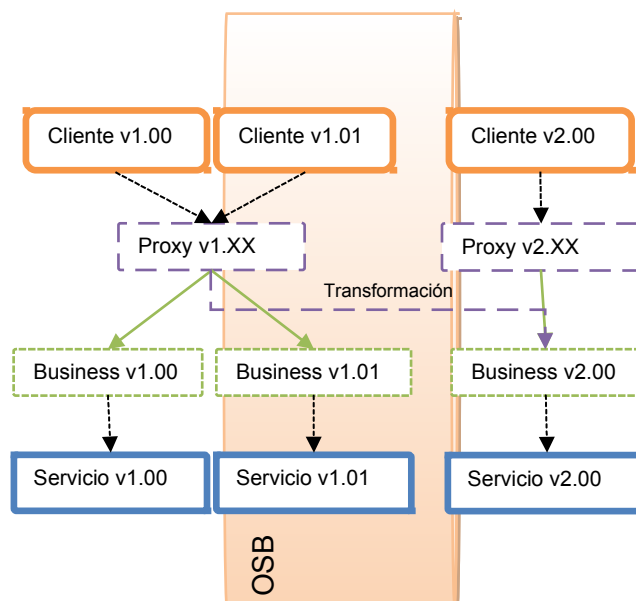 Cliente v1.00
Cliente v1.01
Cliente v2.00
Proxy v1.XX
Proxy v2.XX
Transformación
Business v1.00
Business v1.01
Business v2.00
Servicio v1.00
Servicio v1.01
Servicio v2.00
OSB